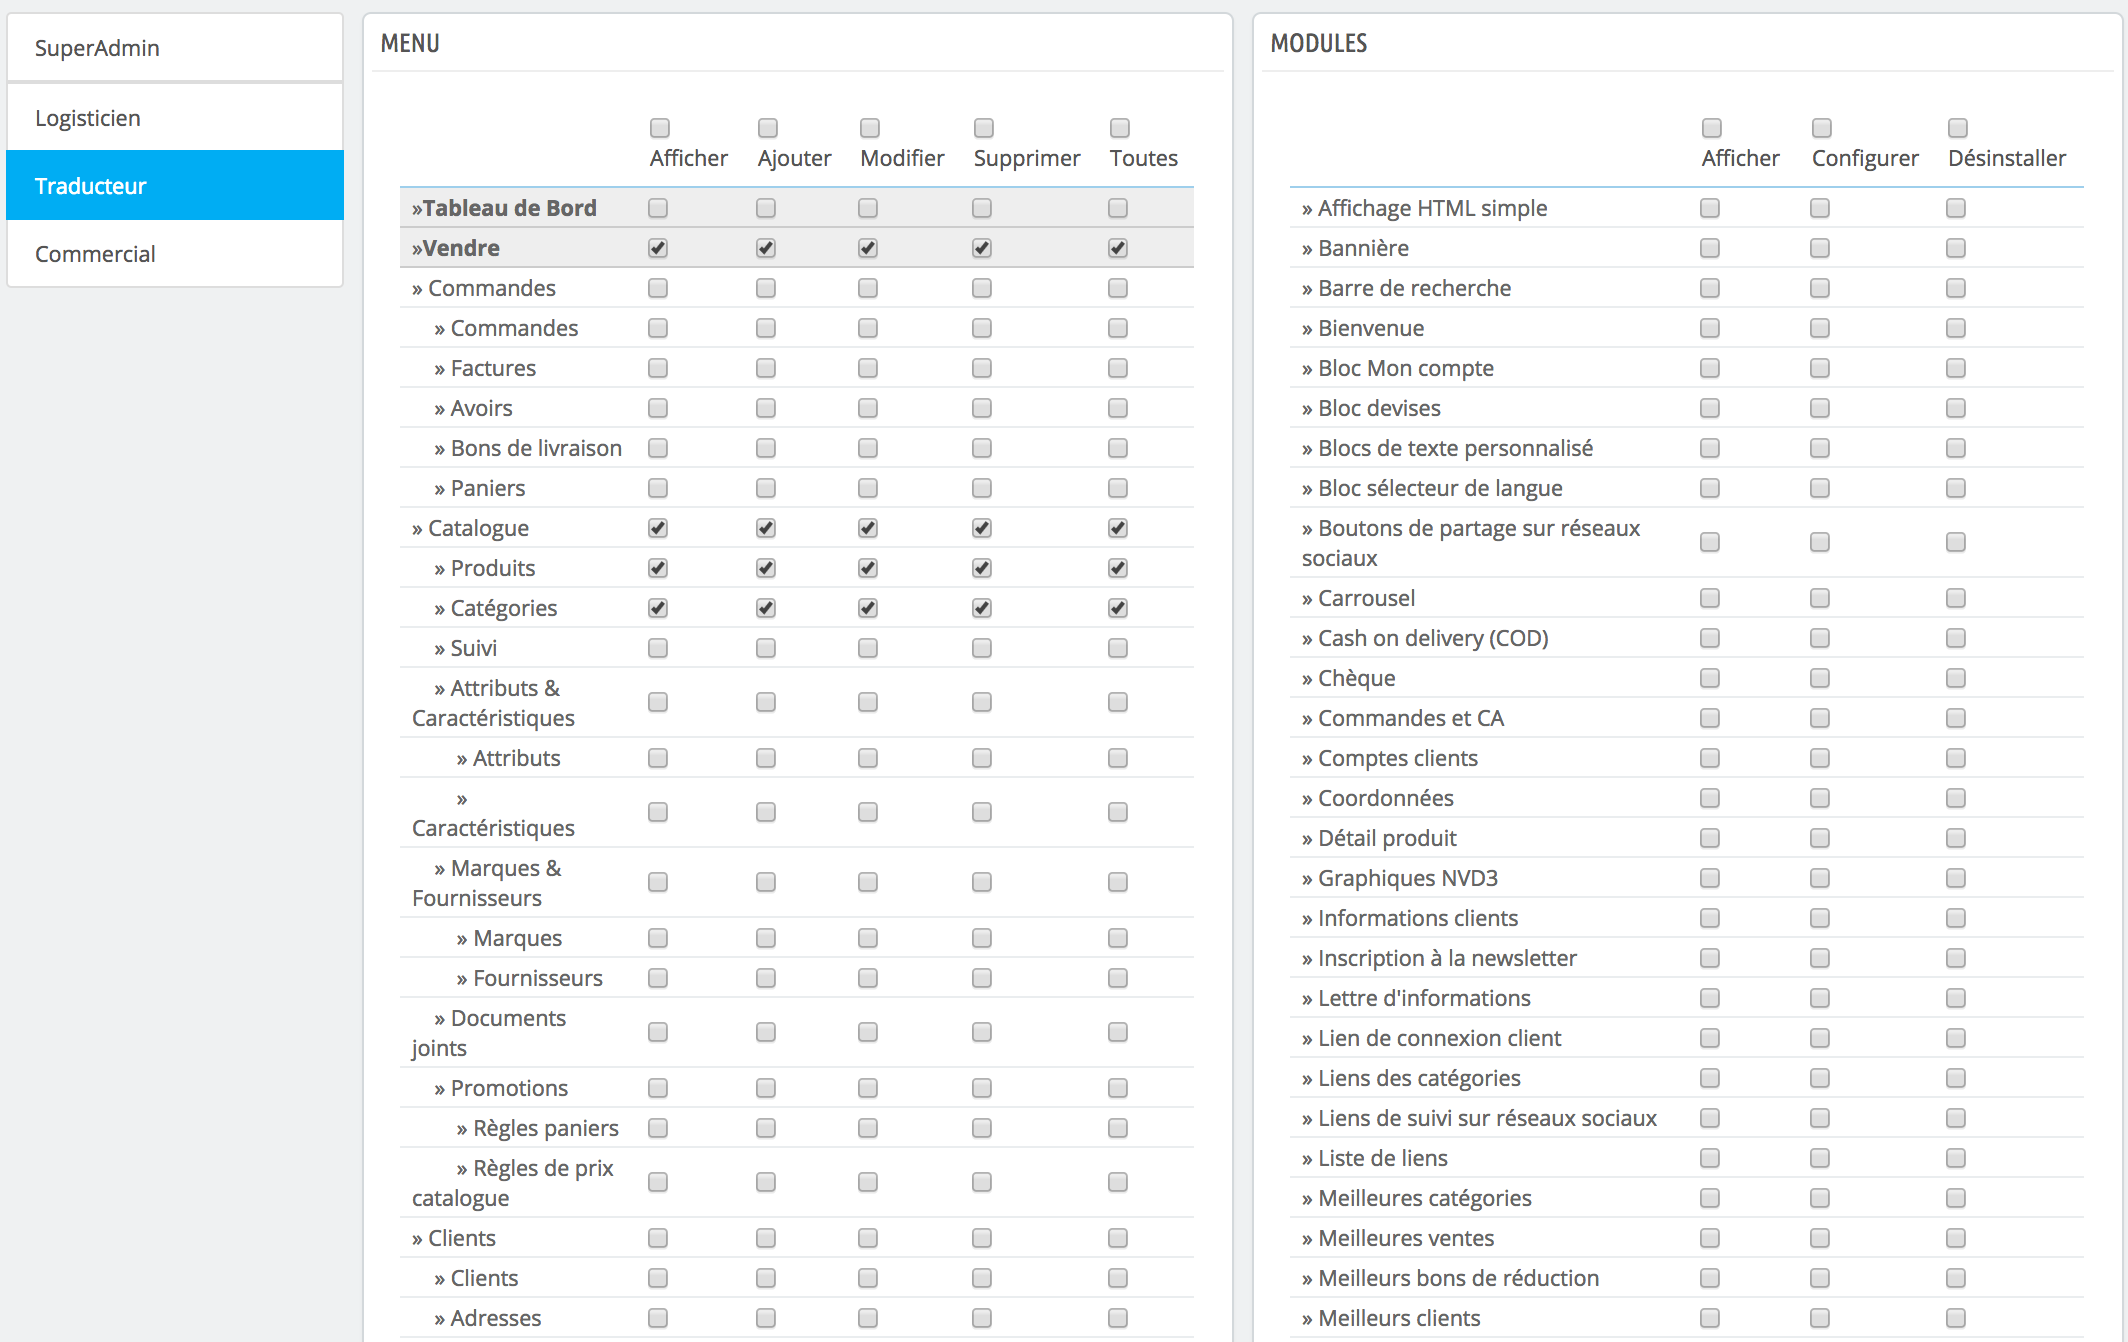 SuperAdmin
Logisticien
Traducteur
Commercial
MENU
Afficher Ajouter Modifier Supprimer Toutes
»Tableau de Bord
»Vendre
» Commandes
» Commandes
» Factures
» Avoirs
» Bons de livraison
» Paniers
» Catalogue
» Produits
» Catégories
» Suivi
» Attributs &
Caractéristiques
» Attributs
»
Caractéristiques
» Marques &
Fournisseurs
» Marques
» Fournisseurs
» Documents
joints
» Promotions
» Règles paniers
» Règles de prix
catalogue
» Clients
» Clients
» Adresses
MODULES
Afficher Configurer Désinstaller
» Affichage HTML simple
» Bannière
» Barre de recherche
» Bienvenue
» Bloc Mon compte
» Bloc devises
» Blocs de texte personnalisé
» Bloc sélecteur de langue
» Boutons de partage sur réseaux
sociaux
» Carrousel
» Cash on delivery (COD)
» Chèque
» Commandes et CA
» Comptes clients
» Coordonnées
» Détail produit
» Graphiques NVD3
» Informations clients
» Inscription à la newsletter
» Lettre d'informations
» Lien de connexion client
» Liens des catégories
» Liens de suivi sur réseaux sociaux
» Liste de liens
» Meilleures catégories
» Meilleures ventes
» Meilleurs bons de réduction
» Meilleurs clients